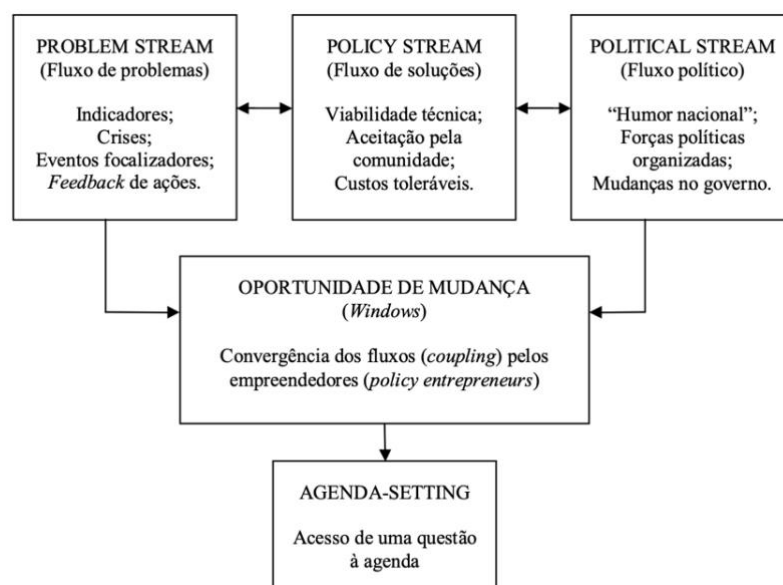 PROBLEM STREAM
(Fluxo de problemas)
Indicadores;
Crises;
Eventos focalizadores;
Feedback de ações.
POLICY STREAM
(Fluxo de soluções)
Viabilidade técnica;
Aceitação pela
comunidade;
Custos toleráveis.
POLITICAL STREAM
(Fluxo político)
“Humor nacional”;
Forças políticas
organizadas;
Mudanças no governo.
OPORTUNIDADE DE MUDANÇA
(Windows)
Convergência dos fluxos (coupling) pelos
empreendedores (policy entrepreneurs)
AGENDA-SETTING
Acesso de uma questão
à agenda